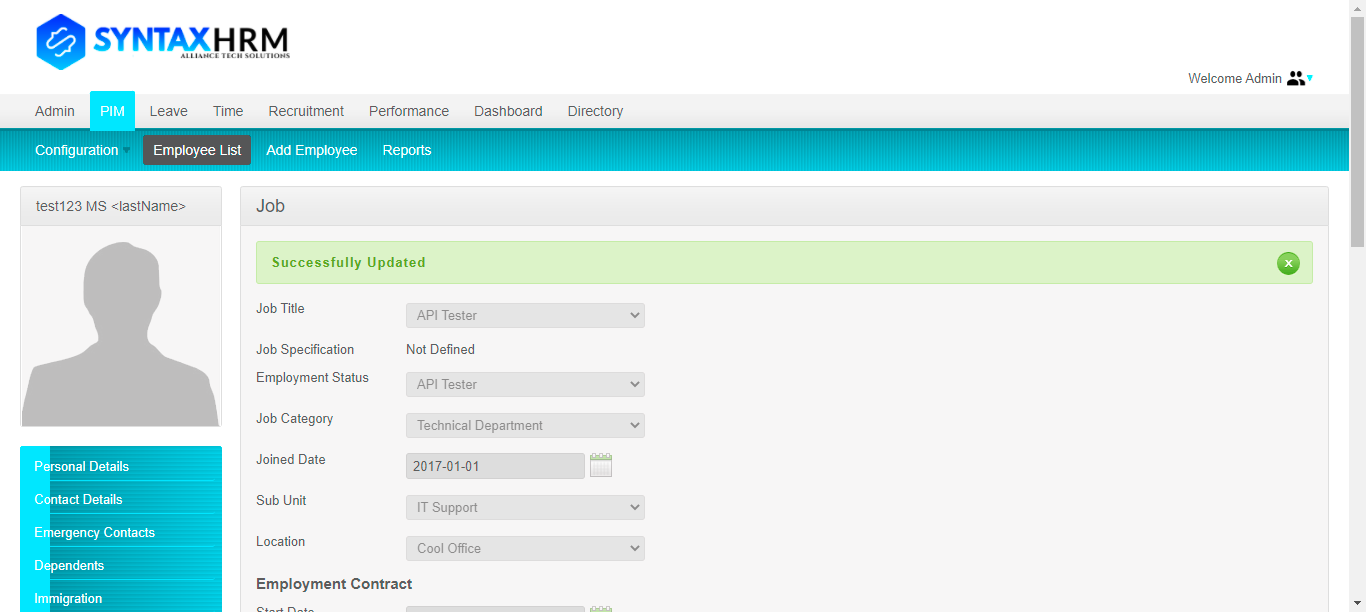 SYNTAXHRM
ALLIANCE TECH SOLUTIONS
Welcome Admin
Admin PIM Leave Time Recruitment Performance Dashboard Directory
Configuration Employee List Add Employee Reports
test123 MS <lastName>
Personal Details
Contact Details
Emergency Contacts
Dependents
Immigration
Job
Successfully Updated x
Job Title API Tester
Job Specification Not Defined
Employment Status API Tester
Job Category Technical Department
Joined Date 2017-01-01
Sub Unit IT Support
Location Cool Office
Employment Contract
Start Date